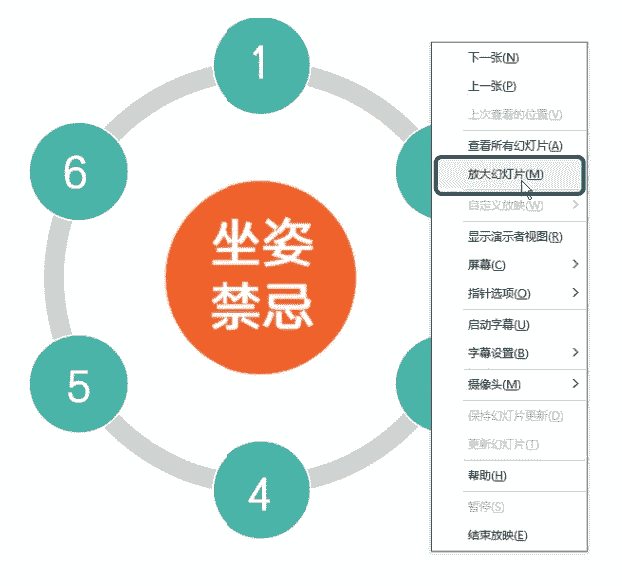 1
6
坐姿
禁忌
5
4
下一张(N)
上一张(P)
上次查看的位置(V)
查看所有幻灯片(A)
放大幻灯片(M)
自定义放映(W)
显示演示者视图(R)
屏幕(C)
指针选项(O)
启动字幕(U)
字幕设置(B)
摄像头(M)
保持幻灯片更新(D)
更新幻灯片(T)
帮助(H)
暂停(S)
结束放映(E)